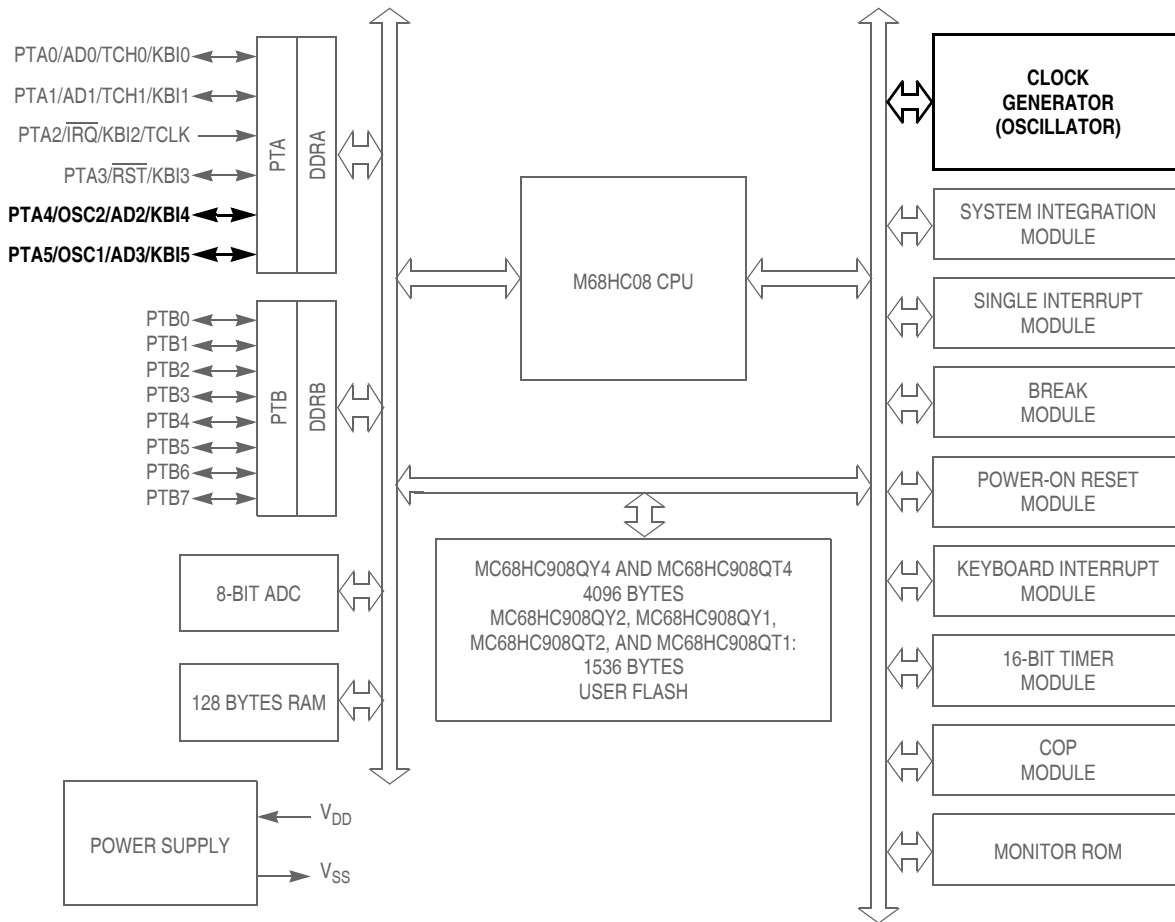 PTA0/AD0/TCH0/KBI0
PTA1/AD1/TCH1/KBI1
PTA2/I̅R̅Q̅/KBI2/TCLK
PTA3/R̅S̅T̅/KBI3
PTA4/OSC2/AD2/KBI4
PTA5/OSC1/AD3/KBI5
PTA
DDRA
PTB0
PTB1
PTB2
PTB3
PTB4
PTB5
PTB6
PTB7
PTB
DDRB
8-BIT ADC
128 BYTES RAM
POWER SUPPLY
V_DD
V_SS
M68HC08 CPU
MC68HC908QY4 AND MC68HC908QT4
4096 BYTES
MC68HC908QY2, MC68HC908QY1,
MC68HC908QT2, AND MC68HC908QT1:
1536 BYTES
USER FLASH
CLOCK
GENERATOR
(OSCILLATOR)
SYSTEM INTEGRATION
MODULE
SINGLE INTERRUPT
MODULE
BREAK
MODULE
POWER-ON RESET
MODULE
KEYBOARD INTERRUPT
MODULE
16-BIT TIMER
MODULE
COP
MODULE
MONITOR ROM